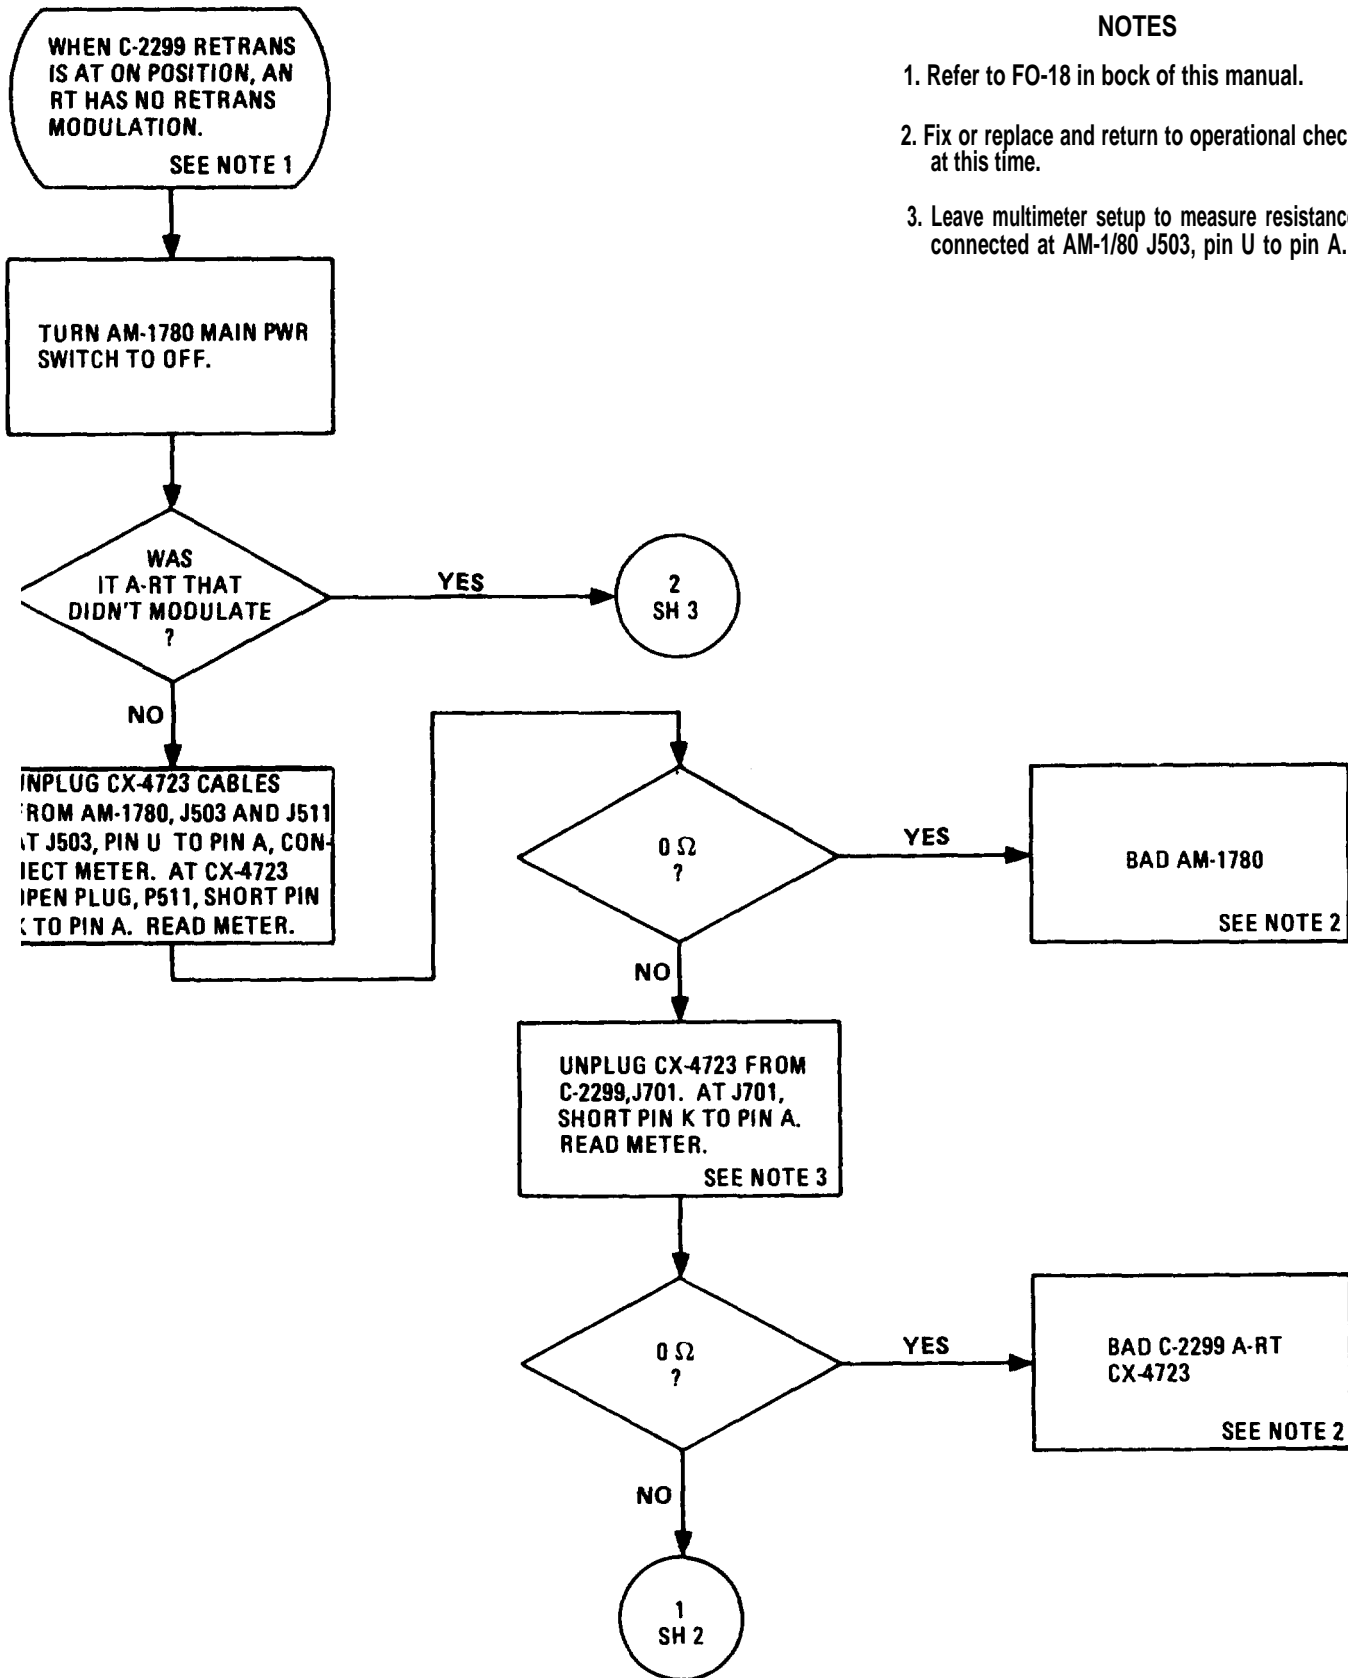 WHEN C-2299 RETRANS
IS AT ON POSITION, AN
RT HAS NO RETRANS
MODULATION.
SEE NOTE 1
NOTES
1. Refer to FO-18 in bock of this manual.
2. Fix or replace and return to operational chec
at this time.
3. Leave multimeter setup to measure resistance
connected at AM-1/80 J503, pin U to pin A.
TURN AM-1780 MAIN PWR
SWITCH TO OFF.
WAS
IT A-RT THAT
DIDN'T MODULATE
?
YES
2
SH 3
NO
NPLUG CX-4723 CABLES
ROM AM-1780, J503 AND J511
T J503, PIN U TO PIN A, CON-
ECT METER. AT CX-4723
PEN PLUG, P511, SHORT PIN
TO PIN A. READ METER.
0 Ω
?
YES
BAD AM-1780
SEE NOTE 2
NO
UNPLUG CX-4723 FROM
C-2299,J701. AT J701,
SHORT PIN K TO PIN A.
READ METER.
SEE NOTE 3
0 Ω
?
YES
BAD C-2299 A-RT
CX-4723
SEE NOTE 2
NO
1
SH 2